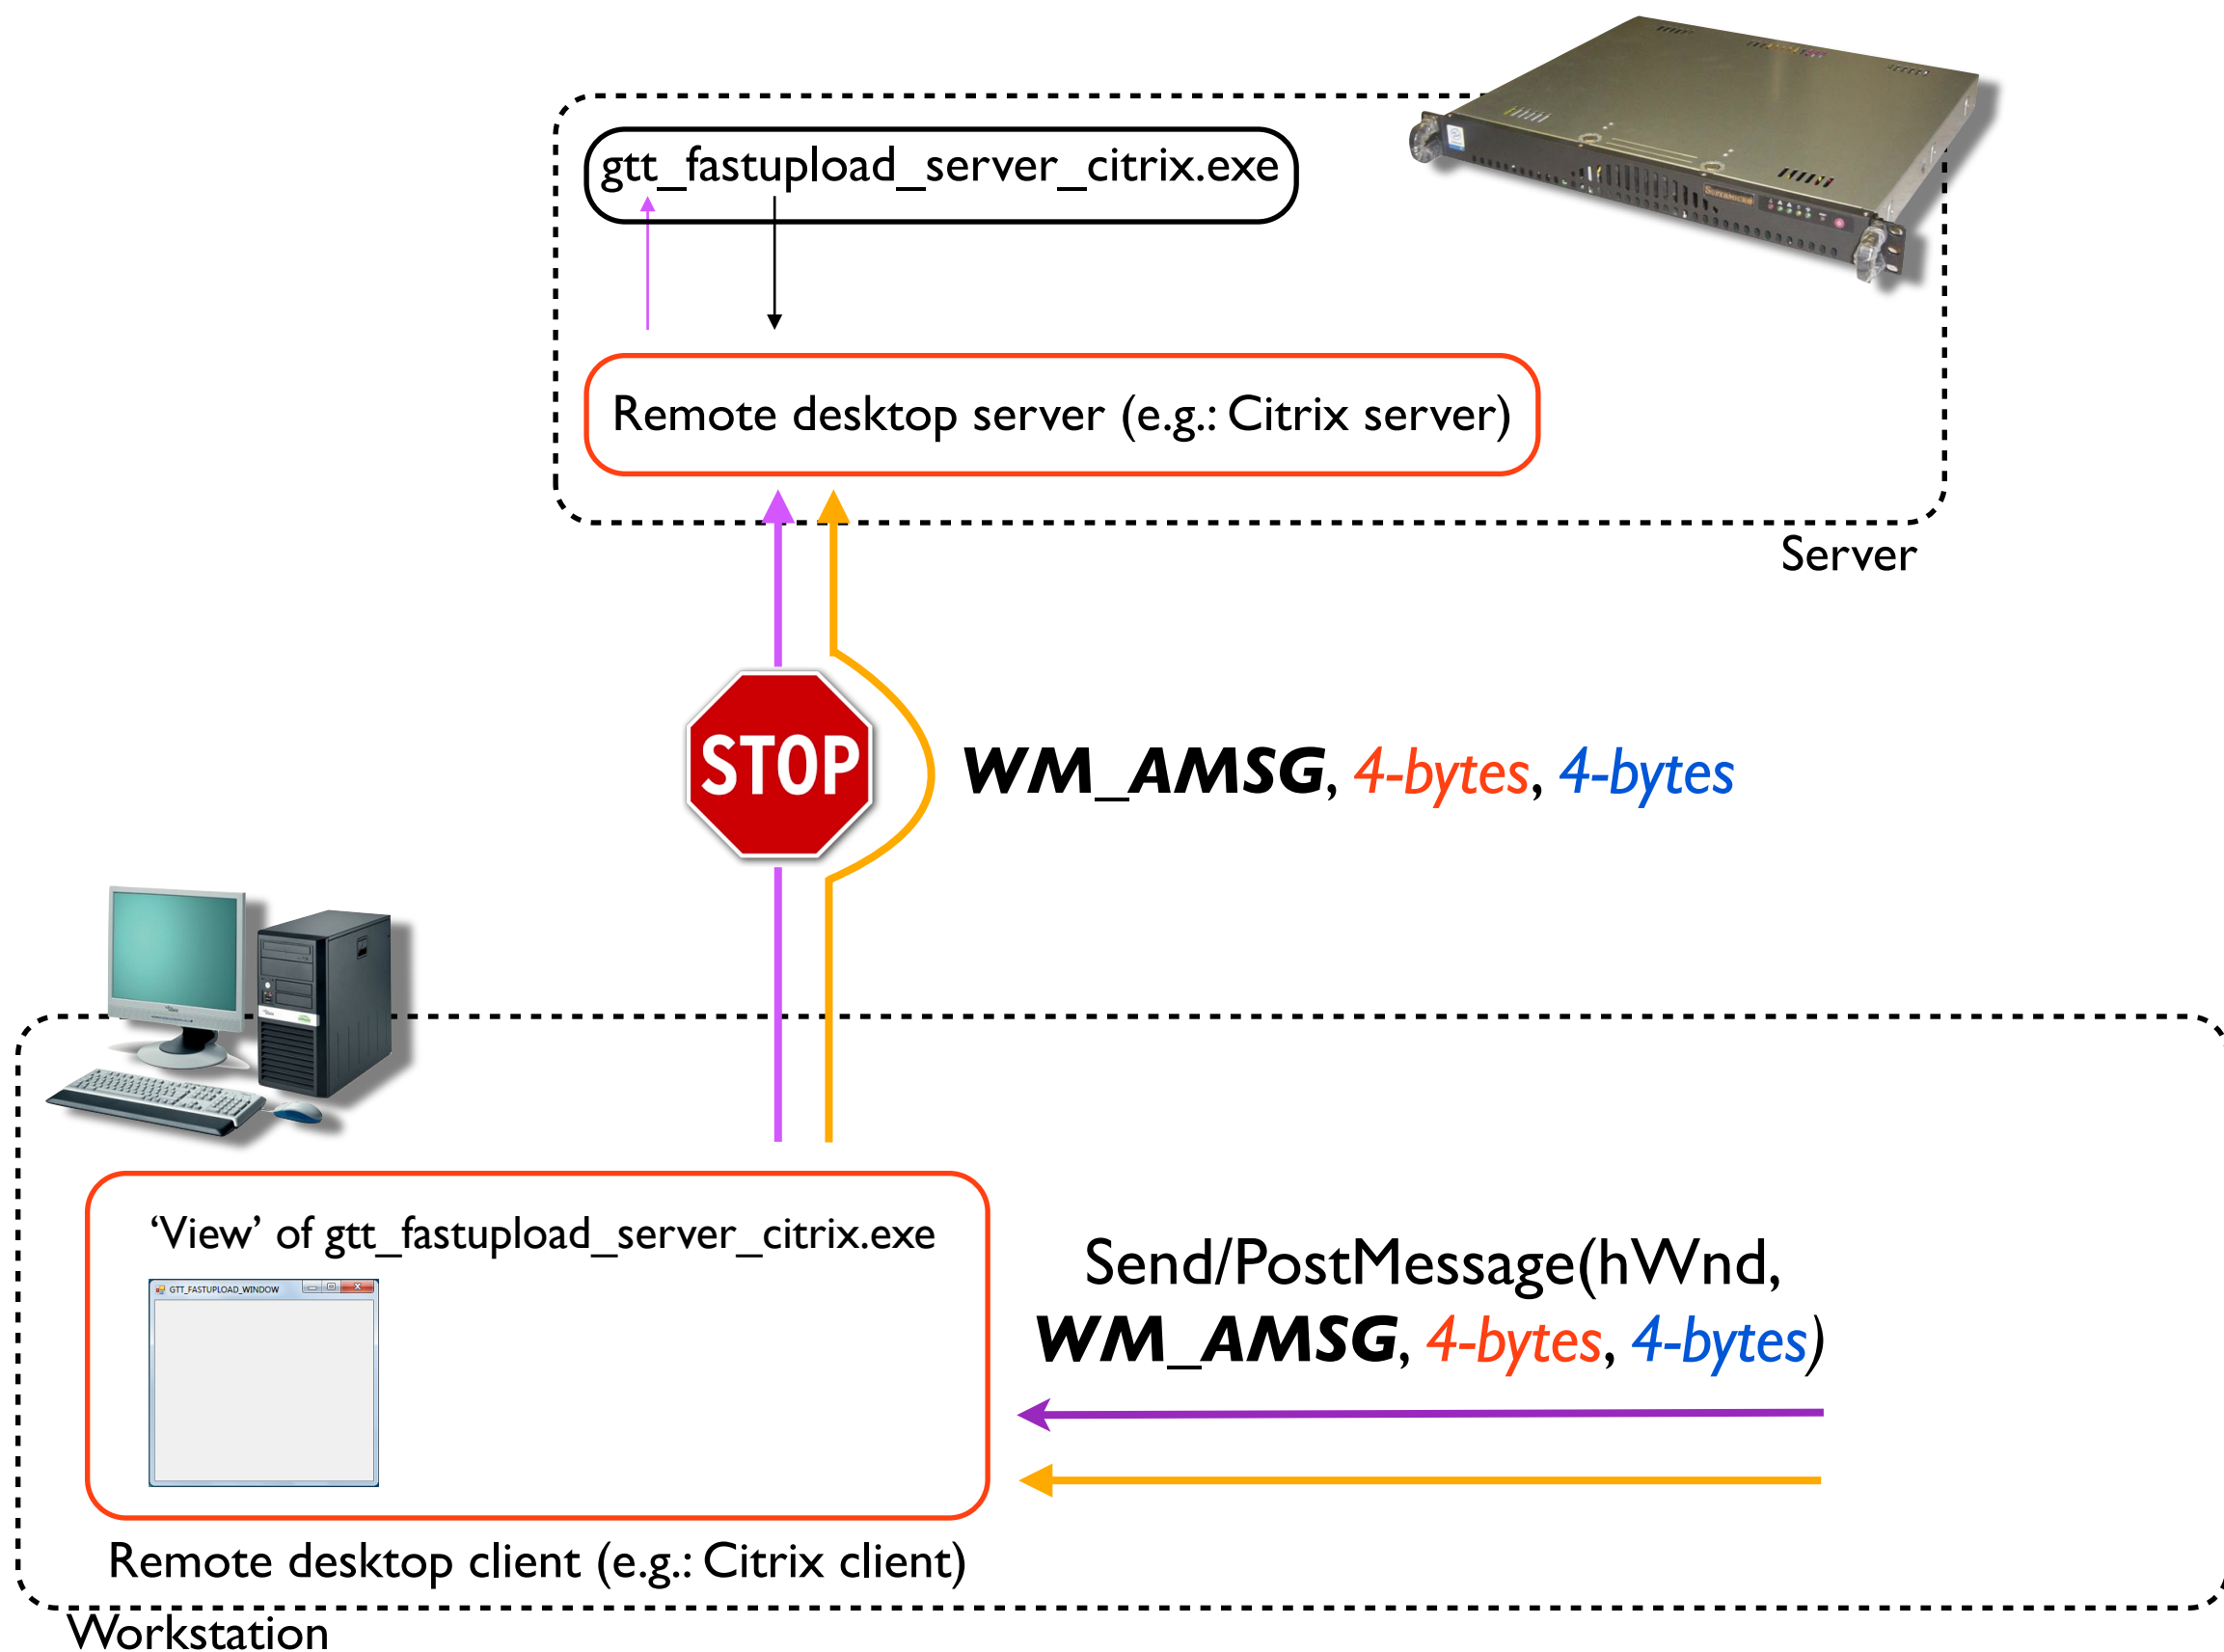 gtt_fastupload_server_citrix.exe
SUPERMICRO
Remote desktop server (e.g.: Citrix server)
Server
STOP
WM_AMSG, 4-bytes, 4-bytes
‘View’ of gtt_fastupload_server_citrix.exe
GTT_FASTUPLOAD_WINDOW
Send/PostMessage(hWnd,
WM_AMSG, 4-bytes, 4-bytes)
Remote desktop client (e.g.: Citrix client)
Workstation